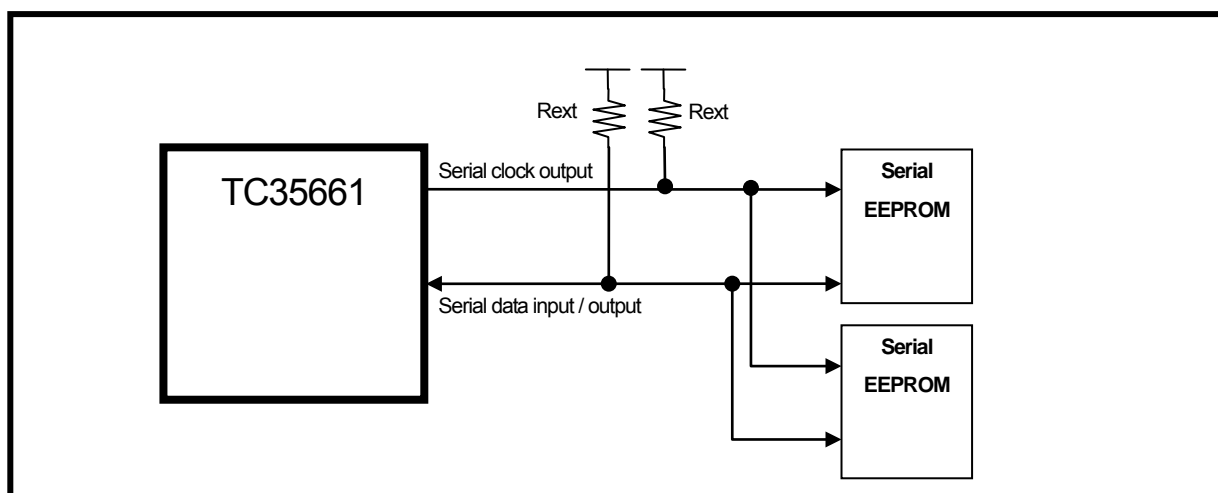 Rext
Rext
TC35661
Serial clock output
Serial data input / output
Serial
EEPROM
Serial
EEPROM